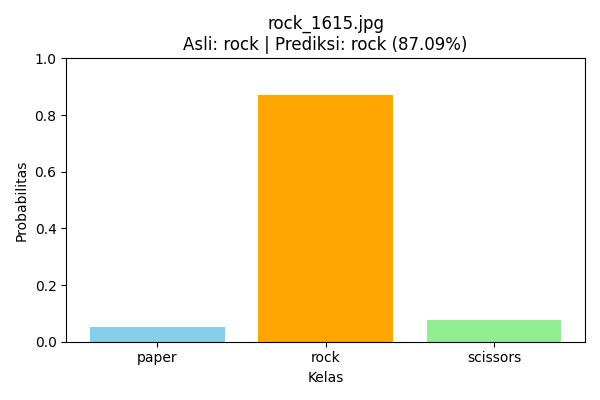 rock_1615.jpg
Asli: rock | Prediksi: rock (87.09%)
1.0
0.8
0.6
0.4
0.2
0.0
Probabilitas
paper
rock
scissors
Kelas